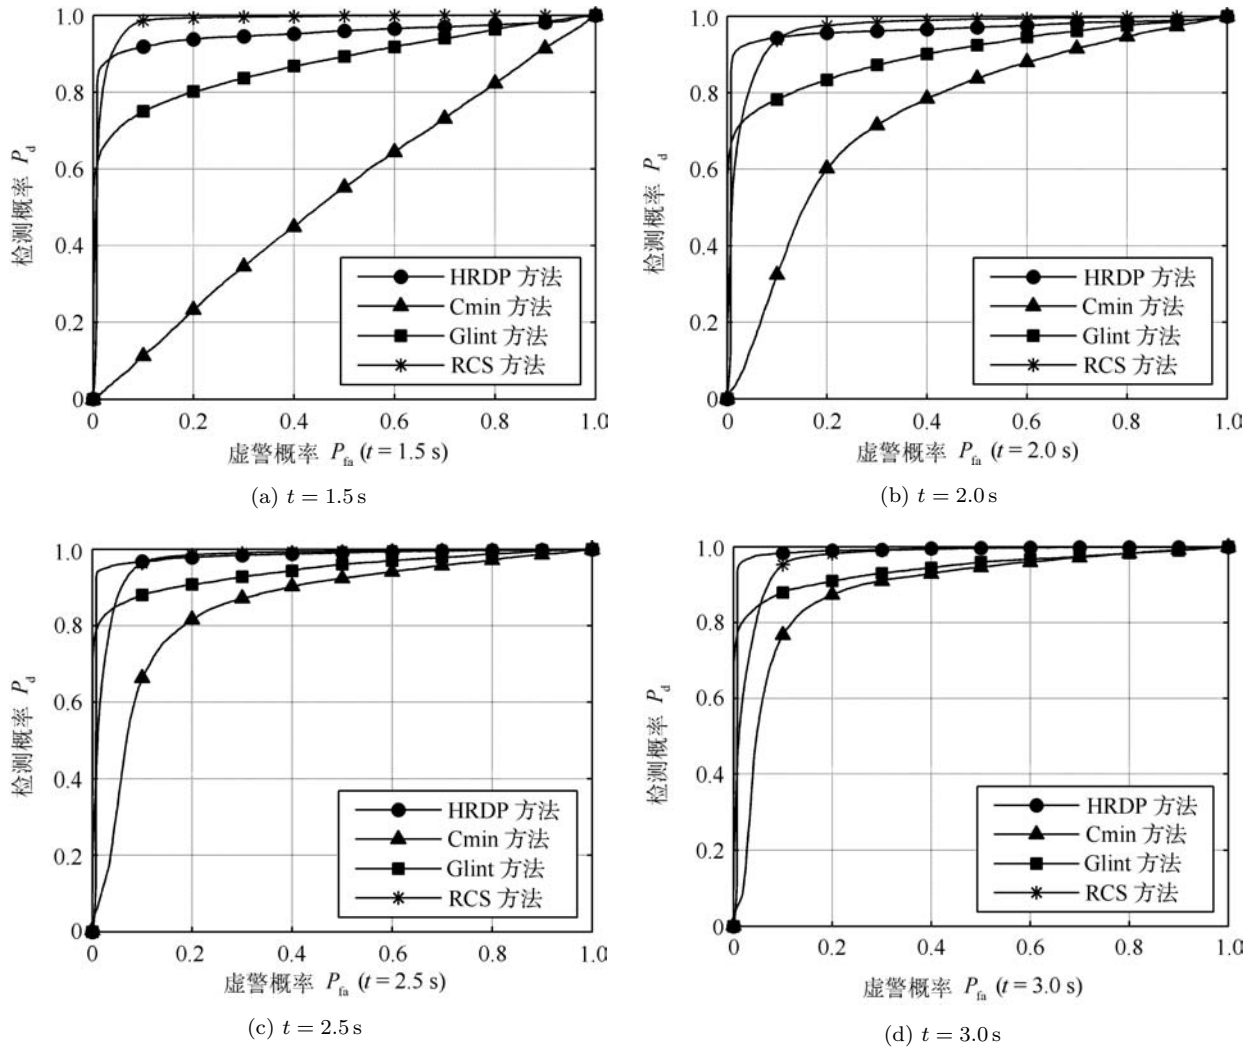 1.0
0.8
0.6
0.4
0.2
0
检测概率 P_d
HRDP 方法
Cmin 方法
Glint 方法
RCS 方法
0 0.2 0.4 0.6 0.8 1.0
虚警概率 P_fa (t = 1.5 s)
(a) t = 1.5 s
1.0
0.8
0.6
0.4
0.2
0
检测概率 P_d
HRDP 方法
Cmin 方法
Glint 方法
RCS 方法
0 0.2 0.4 0.6 0.8 1.0
虚警概率 P_fa (t = 2.0 s)
(b) t = 2.0 s
1.0
0.8
0.6
0.4
0.2
0
检测概率 P_d
HRDP 方法
Cmin 方法
Glint 方法
RCS 方法
0 0.2 0.4 0.6 0.8 1.0
虚警概率 P_fa (t = 2.5 s)
(c) t = 2.5 s
1.0
0.8
0.6
0.4
0.2
0
检测概率 P_d
HRDP 方法
Cmin 方法
Glint 方法
RCS 方法
0 0.2 0.4 0.6 0.8 1.0
虚警概率 P_fa (t = 3.0 s)
(d) t = 3.0 s